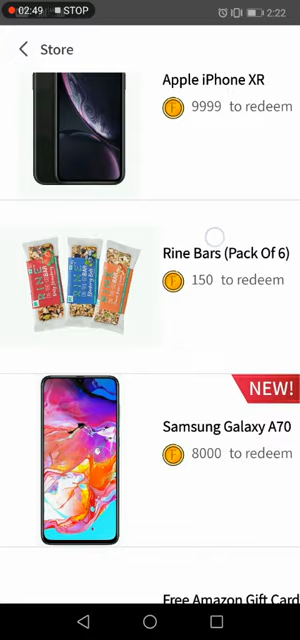 02:49 STOP
2:22
Store
Apple iPhone XR
9999 to redeem
Rine Bars (Pack Of 6)
150 to redeem
NEW!
Samsung Galaxy A70
8000 to redeem
Free Amazon Gift Card